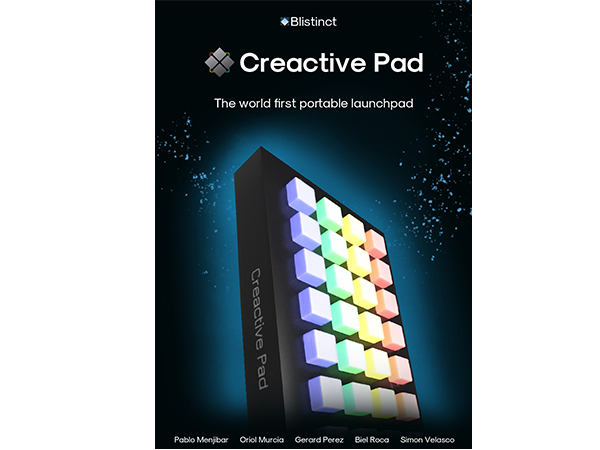 Blistinct
Creactive Pad
The world first portable launchpad
Creactive Pad
Pablo Menjibar Oriol Murcia Gerard Perez Biel Roca Simon Velasco